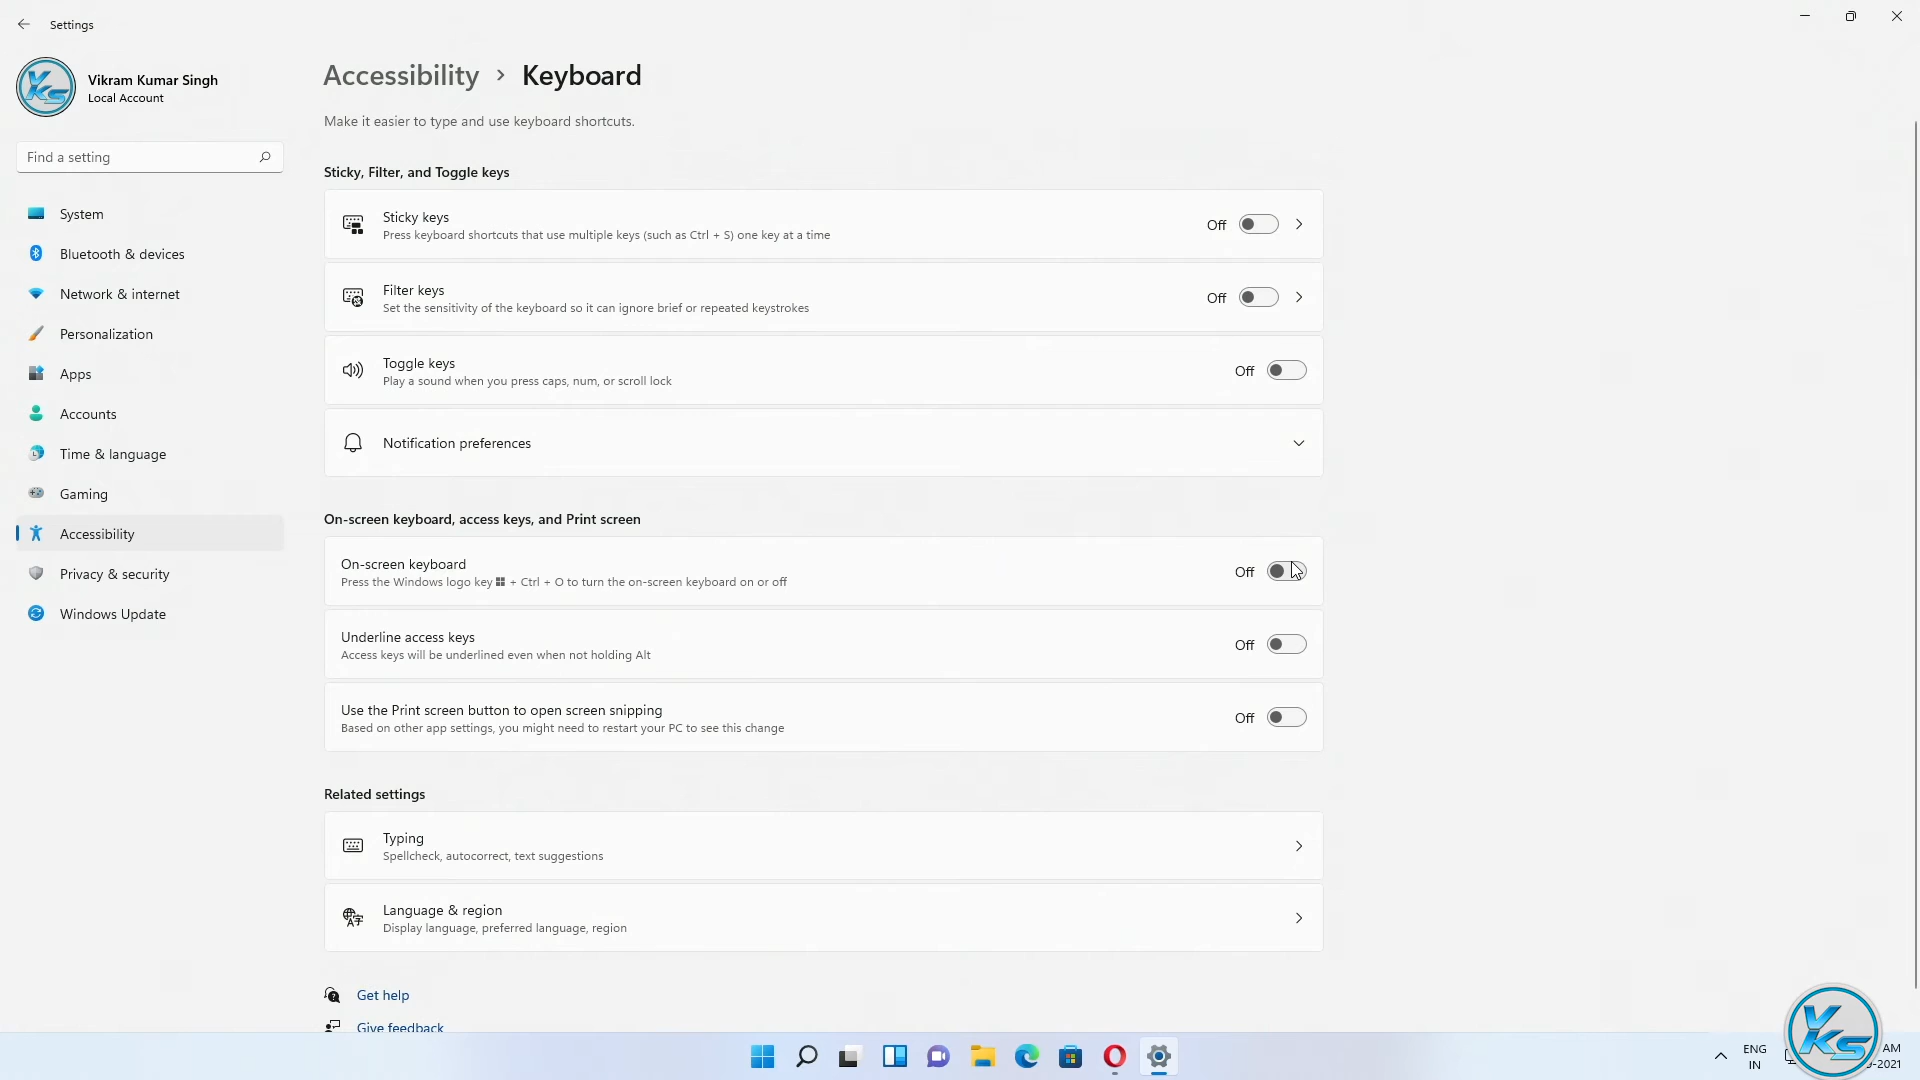 Settings
Vikram Kumar Singh
Local Account
Find a setting
System
Bluetooth & devices
Network & internet
Personalization
Apps
Accounts
Time & language
Gaming
Accessibility
Privacy & security
Windows Update
Accessibility > Keyboard
Make it easier to type and use keyboard shortcuts.
Sticky, Filter, and Toggle keys
Sticky keys
Press keyboard shortcuts that use multiple keys (such as Ctrl + S) one key at a time
Off
Filter keys
Set the sensitivity of the keyboard so it can ignore brief or repeated keystrokes
Off
Toggle keys
Play a sound when you press caps, num, or scroll lock
Off
Notification preferences
On-screen keyboard, access keys, and Print screen
On-screen keyboard
Press the Windows logo key + Ctrl + O to turn the on-screen keyboard on or off
Off
Underline access keys
Access keys will be underlined even when not holding Alt
Off
Use the Print screen button to open screen snipping
Based on other app settings, you might need to restart your PC to see this change
Off
Related settings
Typing
Spellcheck, autocorrect, text suggestions
Language & region
Display language, preferred language, region
Get help
Give feedback
ENG
IN
AM
-2021
YKS